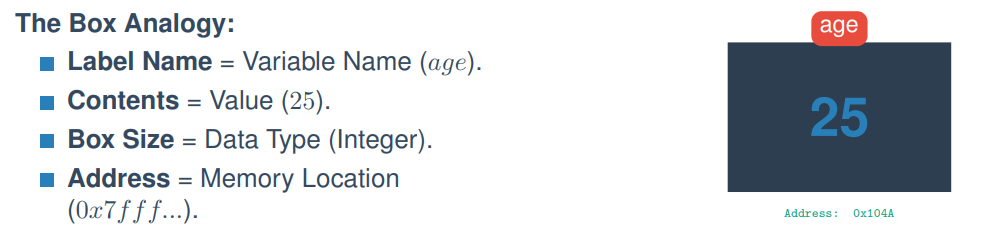 The Box Analogy:
Label Name = Variable Name (age).
Contents = Value (25).
Box Size = Data Type (Integer).
Address = Memory Location
(0x7fff...).
age
25
Address: 0x104A